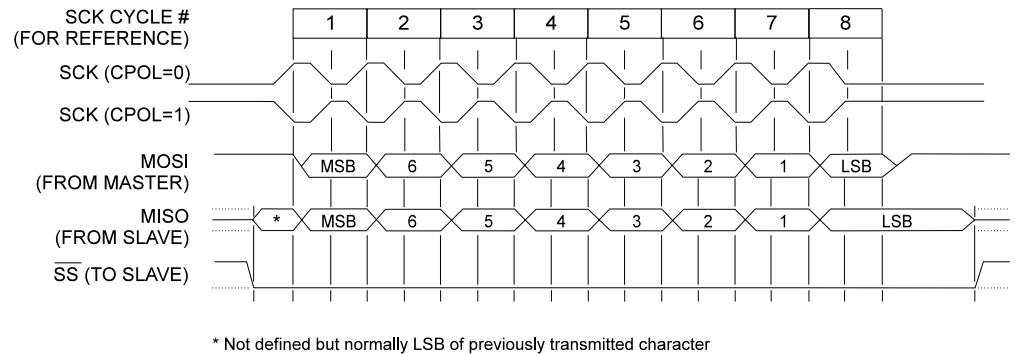 SCK CYCLE # 1 2 3 4 5 6 7 8
(FOR REFERENCE)
SCK (CPOL=0)
SCK (CPOL=1)
MOSI MSB 6 5 4 3 2 1 LSB
(FROM MASTER)
MISO * MSB 6 5 4 3 2 1 LSB
(FROM SLAVE)
SS (TO SLAVE)
* Not defined but normally LSB of previously transmitted character